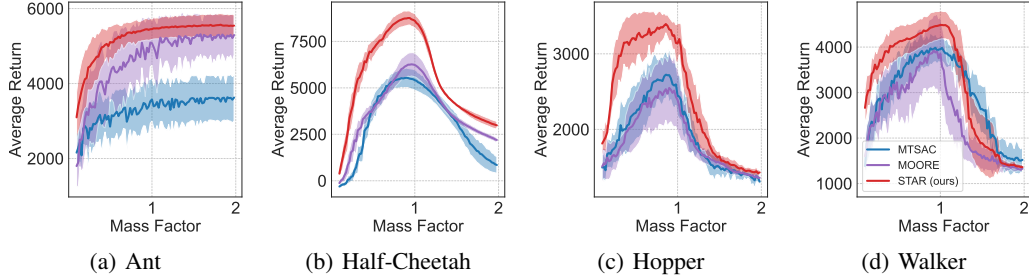 6000
4000
2000
Average Return
1
2
Mass Factor
(a) Ant
7500
5000
2500
0
Average Return
1
2
Mass Factor
(b) Half-Cheetah
3000
2000
Average Return
1
2
Mass Factor
(c) Hopper
4000
3000
2000
1000
Average Return
MTSAC
MOORE
STAR (ours)
1
2
Mass Factor
(d) Walker